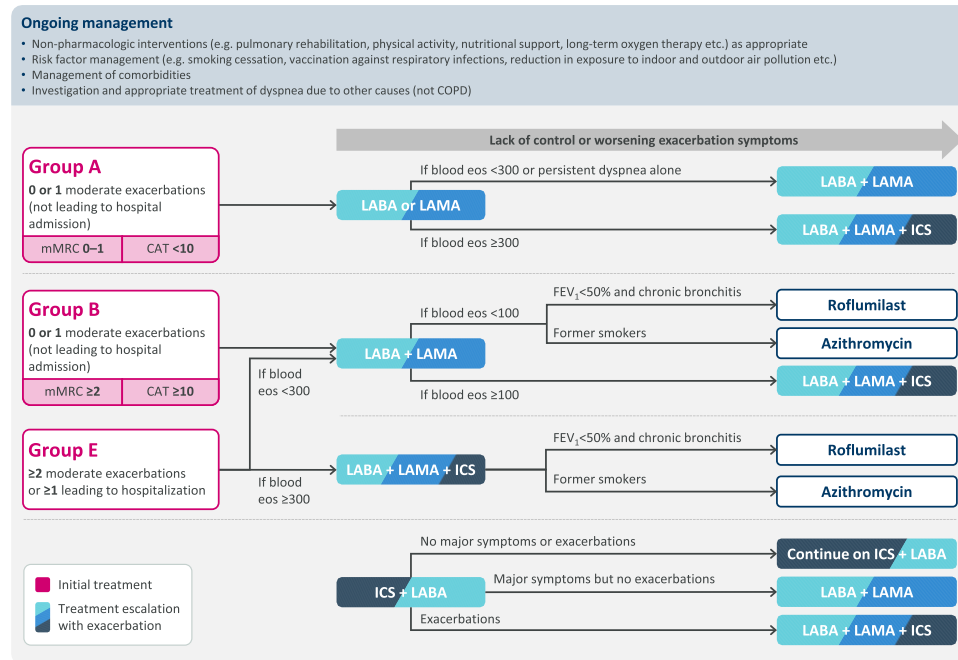 Ongoing management
• Non-pharmacologic interventions (e.g. pulmonary rehabilitation, physical activity, nutritional support, long-term oxygen therapy etc.) as appropriate
• Risk factor management (e.g. smoking cessation, vaccination against respiratory infections, reduction in exposure to indoor and outdoor air pollution etc.)
• Management of comorbidities
• Investigation and appropriate treatment of dyspnea due to other causes (not COPD)
Lack of control or worsening exacerbation symptoms
Group A
0 or 1 moderate exacerbations
(not leading to hospital
admission)
mMRC 0–1
CAT <10
LABA or LAMA
If blood eos <300 or persistent dyspnea alone
LABA + LAMA
If blood eos ≥300
LABA + LAMA + ICS
Group B
0 or 1 moderate exacerbations
(not leading to hospital
admission)
mMRC ≥2
CAT ≥10
If blood
eos <300
LABA + LAMA
If blood eos <100
FEV1<50% and chronic bronchitis
Roflumilast
Former smokers
Azithromycin
If blood eos ≥100
LABA + LAMA + ICS
Group E
≥2 moderate exacerbations
or ≥1 leading to hospitalization
If blood
eos ≥300
LABA + LAMA + ICS
FEV1<50% and chronic bronchitis
Roflumilast
Former smokers
Azithromycin
ICS + LABA
No major symptoms or exacerbations
Continue on ICS + LABA
Major symptoms but no exacerbations
LABA + LAMA
Exacerbations
LABA + LAMA + ICS
Initial treatment
Treatment escalation
with exacerbation